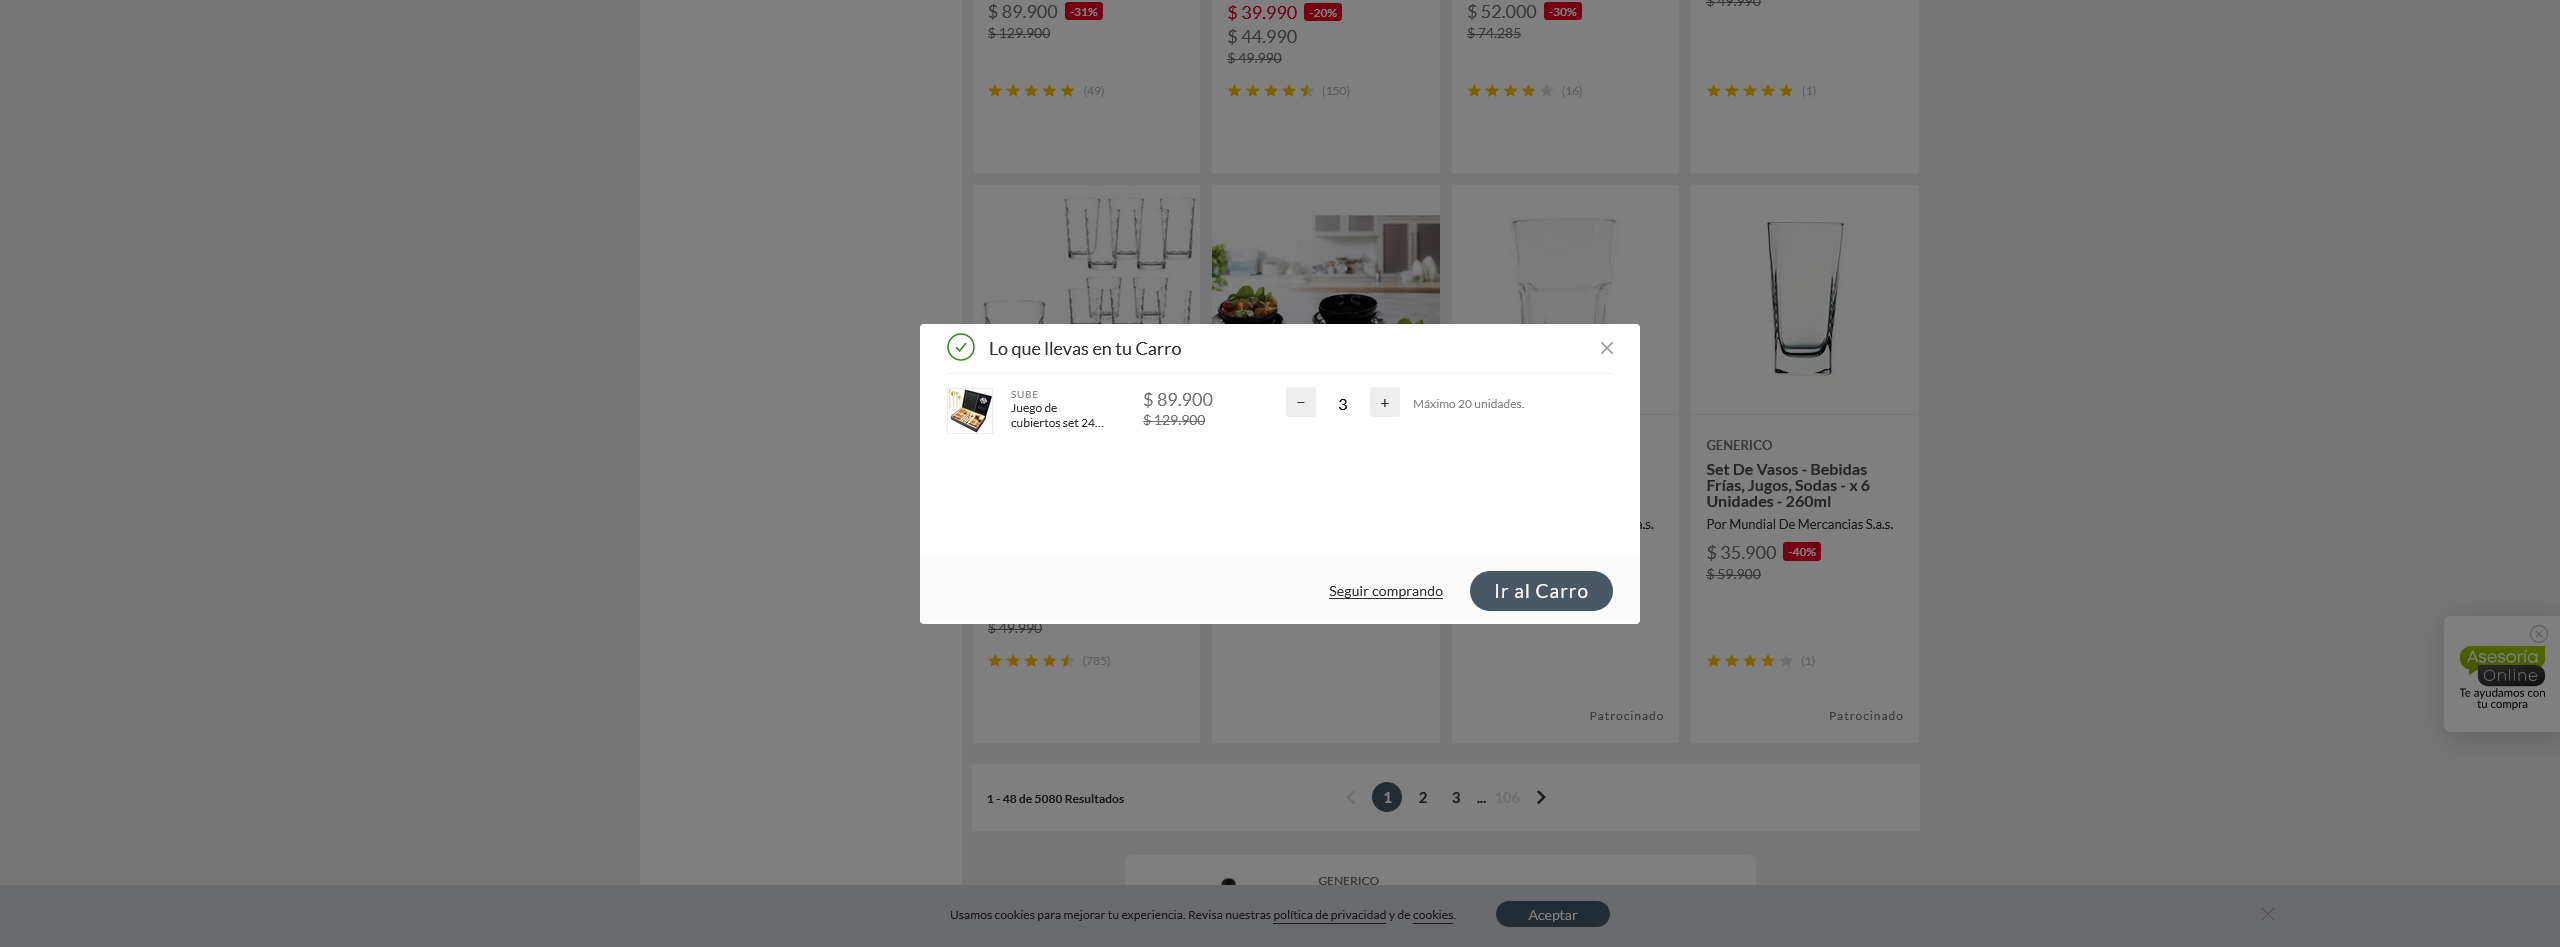 $ 89.900 -31%
$ 129.900
(49)
$ 39.990 -20%
$ 44.990
$ 49.990
(150)
$ 52.000 -30%
$ 74.285
(16)
$ 49.990
(1)
Lo que llevas en tu Carro
SUBE
Juego de
cubiertos set 24...
$ 89.900
$ 129.900
−
3
+
Máximo 20 unidades.
Seguir comprando
Ir al Carro
$ 49.990
(785)
a.s.
Patrocinado
GENERICO
Set De Vasos - Bebidas
Frías, Jugos, Sodas - x 6
Unidades - 260ml
Por Mundial De Mercancias S.a.s.
$ 35.900 -40%
$ 59.900
(1)
Patrocinado
Asesoría
Online
Te ayudamos con
tu compra
1 - 48 de 5080 Resultados
1 2 3 ... 106
GENERICO
Usamos cookies para mejorar tu experiencia. Revisa nuestras política de privacidad y de cookies.
Aceptar